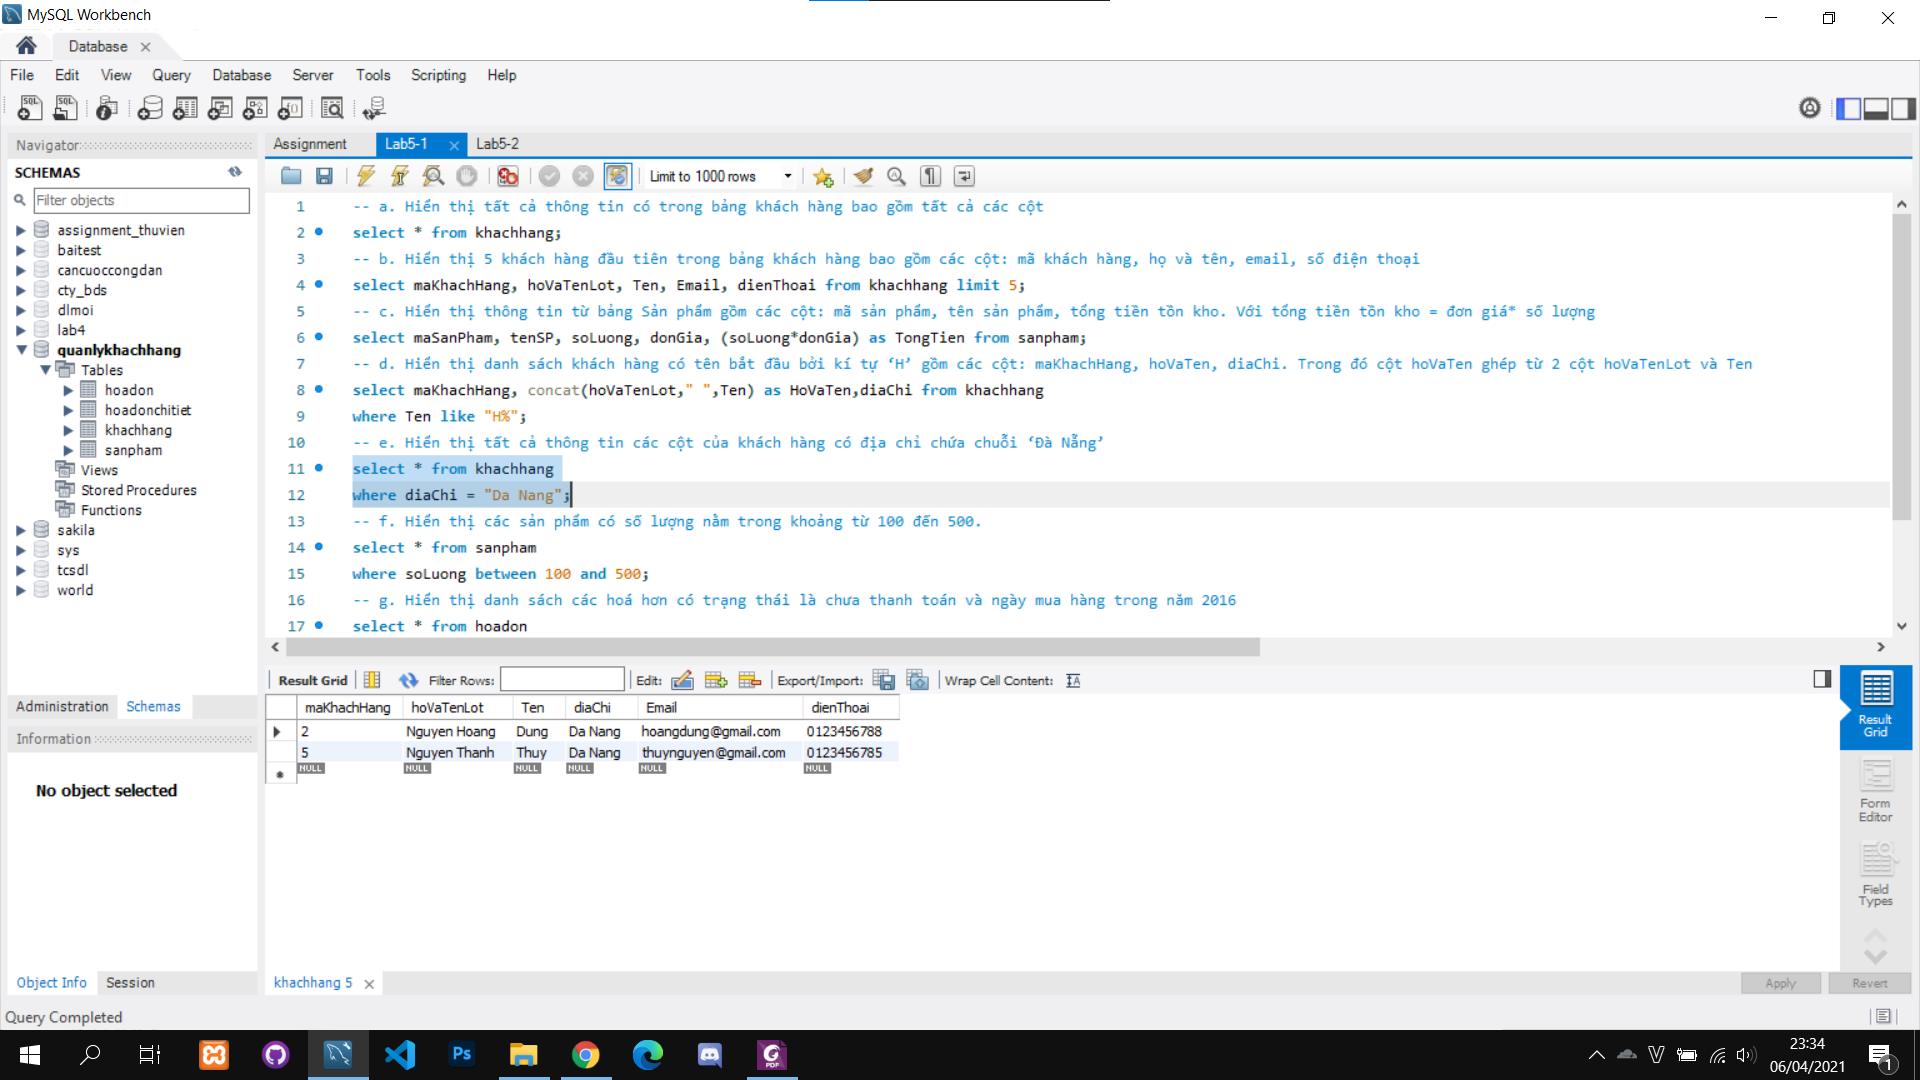 MySQL Workbench
Database
File Edit View Query Database Server Tools Scripting Help
Navigator
SCHEMAS
Filter objects
assignment_thuvien
baitest
cancuoccongdan
cty_bds
dlmoi
lab4
quanlykhachhang
Tables
hoadon
hoadonchitiet
khachhang
sanpham
Views
Stored Procedures
Functions
sakila
sys
tcsdl
world
Administration Schemas
Information
No object selected
Object Info Session
Assignment Lab5-1 Lab5-2
Limit to 1000 rows
1 -- a. Hiển thị tất cả thông tin có trong bảng khách hàng bao gồm tất cả các cột
2 select * from khachhang;
3 -- b. Hiển thị 5 khách hàng đầu tiên trong bảng khách hàng bao gồm các cột: mã khách hàng, họ và tên, email, số điện thoại
4 select maKhachHang, hoVaTenLot, Ten, Email, dienThoai from khachhang limit 5;
5 -- c. Hiển thị thông tin từ bảng Sản phẩm gồm các cột: mã sản phẩm, tên sản phẩm, tổng tiền tồn kho. Với tổng tiền tồn kho = đơn giá* số lượng
6 select maSanPham, tenSP, soLuong, donGia, (soLuong*donGia) as TongTien from sanpham;
7 -- d. Hiển thị danh sách khách hàng có tên bắt đầu bởi kí tự ‘H’ gồm các cột: maKhachHang, hoVaTen, diaChi. Trong đó cột hoVaTen ghép từ 2 cột hoVaTenLot và Ten
8 select maKhachHang, concat(hoVaTenLot," ",Ten) as HoVaTen,diaChi from khachhang
9 where Ten like "H%";
10 -- e. Hiển thị tất cả thông tin các cột của khách hàng có địa chỉ chứa chuỗi ‘Đà Nẵng’
11 select * from khachhang
12 where diaChi = "Da Nang";
13 -- f. Hiển thị các sản phẩm có số lượng nằm trong khoảng từ 100 đến 500.
14 select * from sanpham
15 where soLuong between 100 and 500;
16 -- g. Hiển thị danh sách các hoá hơn có trạng thái là chưa thanh toán và ngày mua hàng trong năm 2016
17 select * from hoadon
Result Grid Filter Rows: Edit: Export/Import: Wrap Cell Content:
maKhachHang hoVaTenLot Ten diaChi Email dienThoai
2 Nguyen Hoang Dung Da Nang hoangdung@gmail.com 0123456788
5 Nguyen Thanh Thuy Da Nang thuynguyen@gmail.com 0123456785
NULL NULL NULL NULL NULL NULL
Result Grid
Form Editor
Field Types
khachhang 5
Apply Revert
Query Completed
23:34
06/04/2021
1